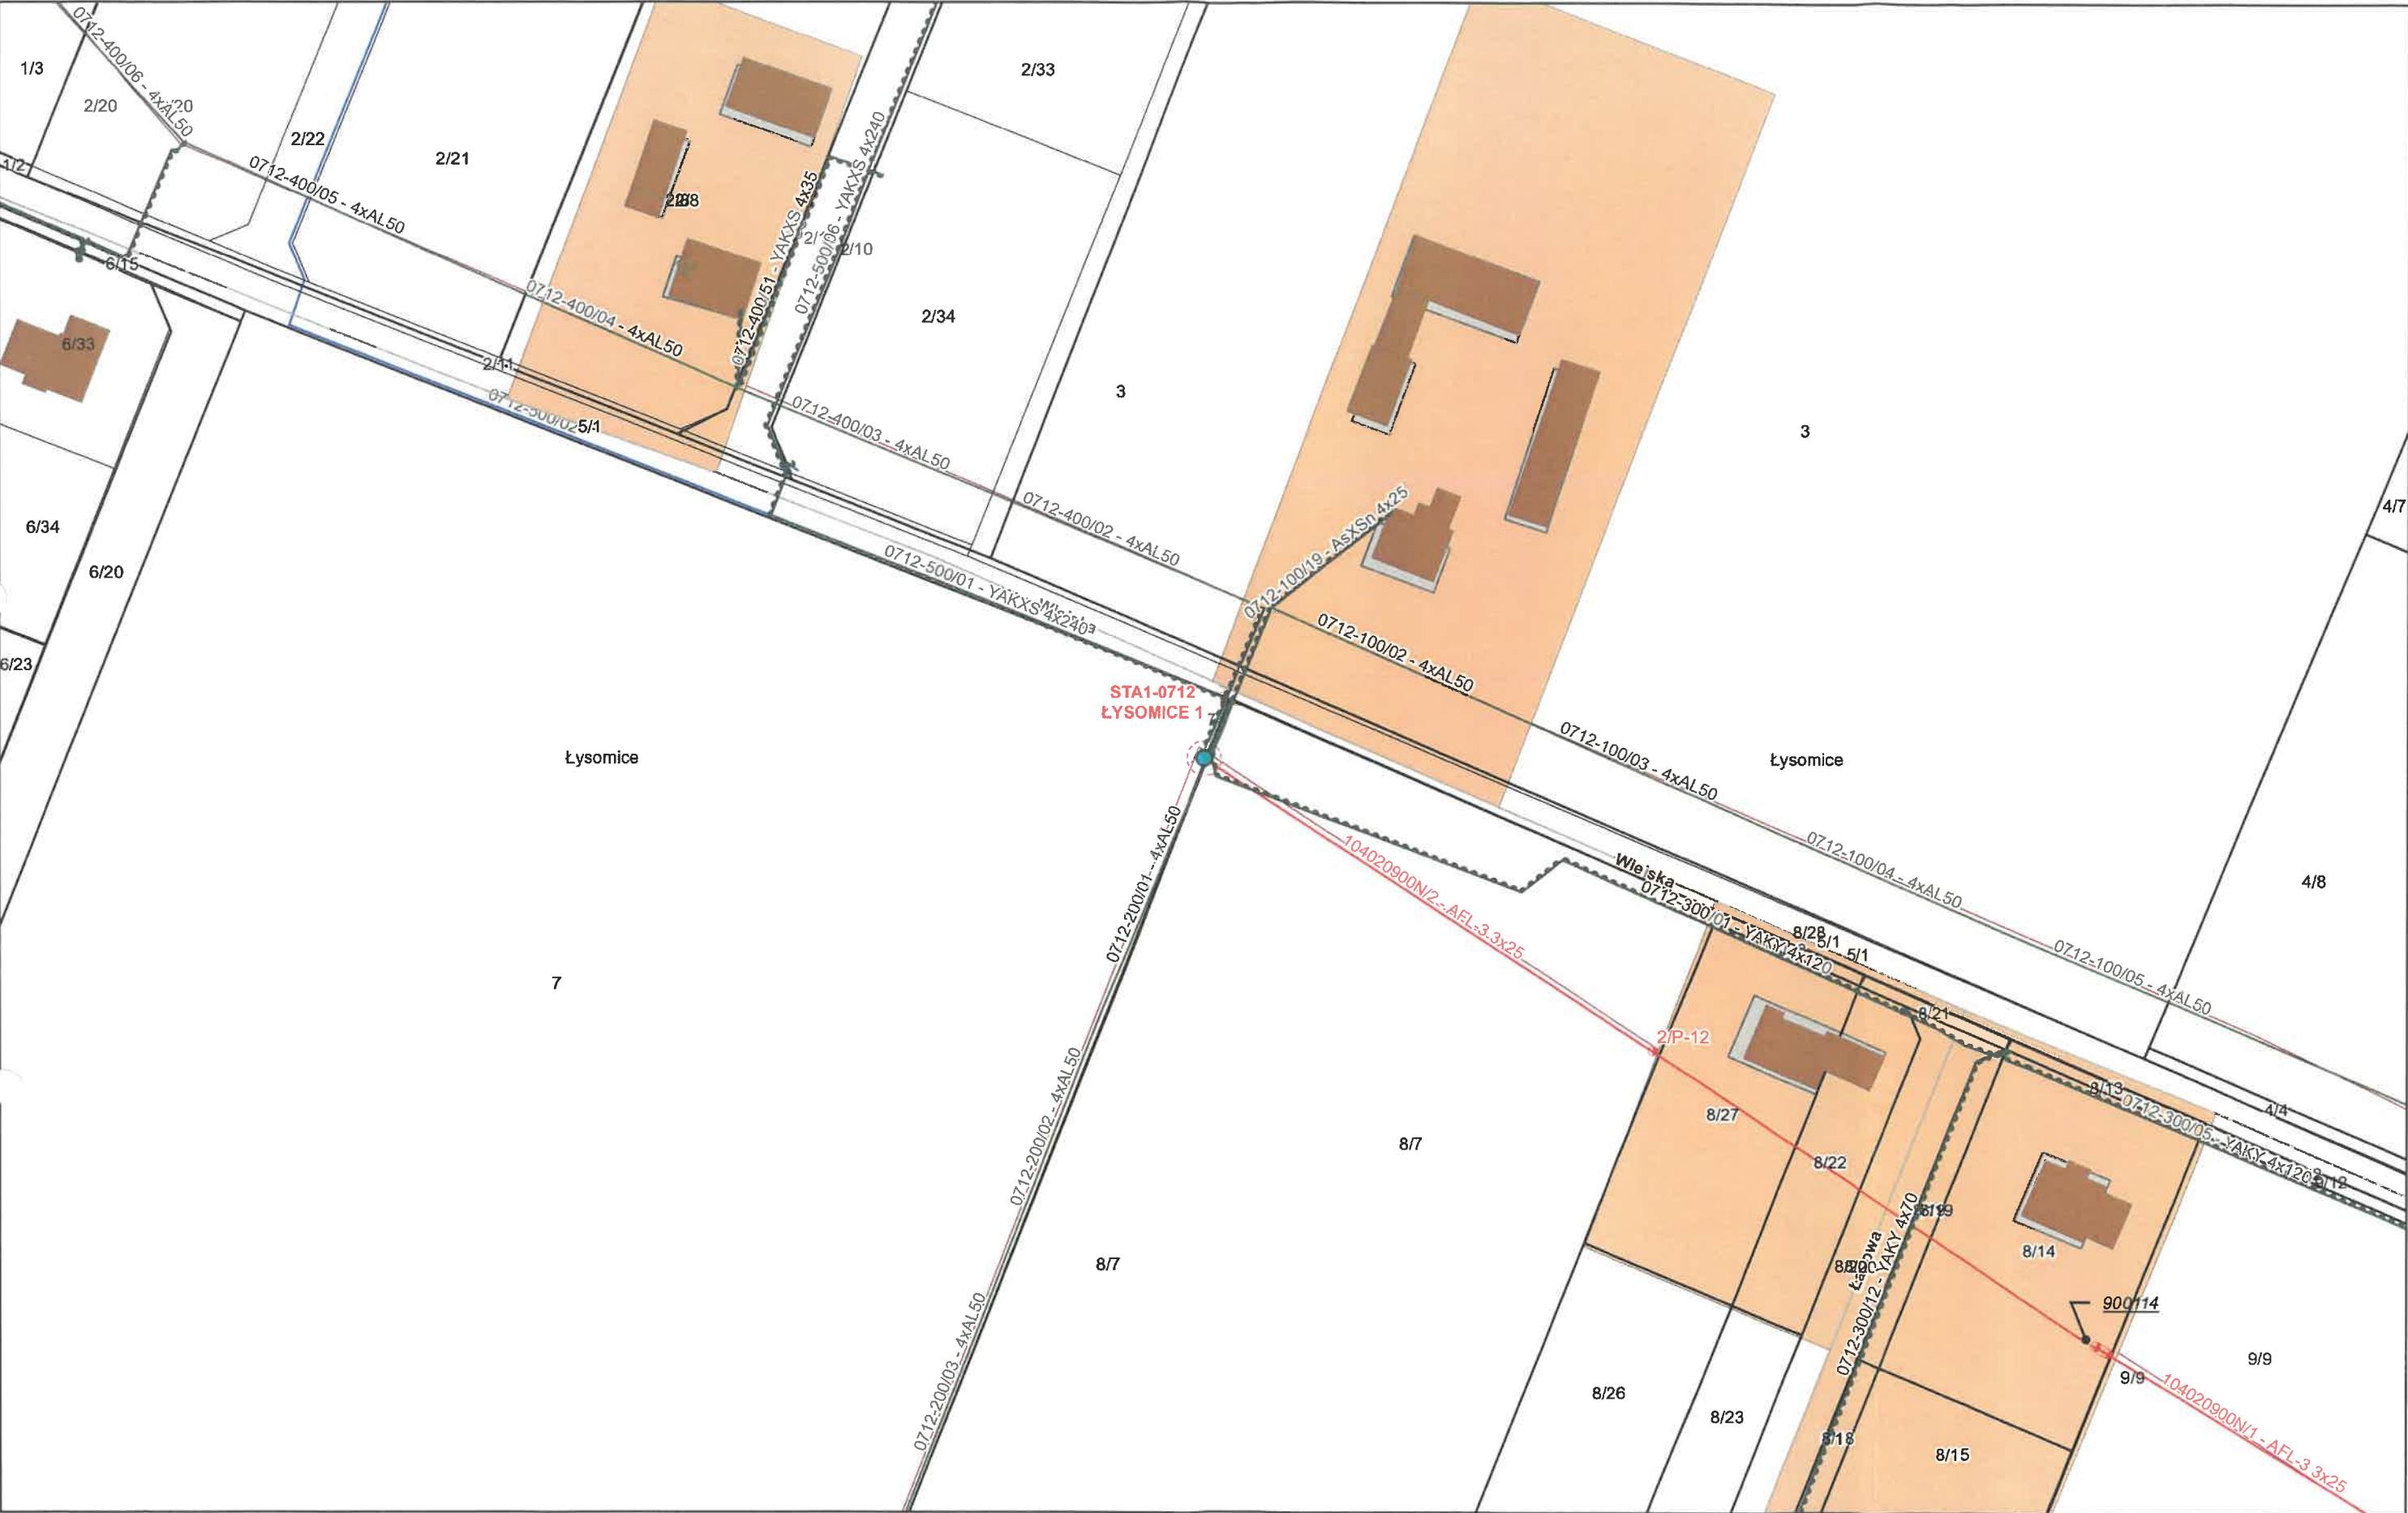 0712-400/06 - 4xAL50
1/3
2/20
2/33
2/22
2/21
1/2
0712-400/05 - 4xAL50
0712-400/51 - YAKXS 4x35
0712-500/06 - YAKXS 4x240
2/10
6/15
0712-400/04 - 4xAL50
2/34
6/33
2/11
0712-500/02
5/1
3
3
0712-400/03 - 4xAL50
0712-400/02 - 4xAL50
0712-100/19 - AsXSn 4x25
4/7
6/34
6/20
0712-500/01 - YAKXS 4x240
0712-100/02 - 4xAL50
6/23
STA1-0712
ŁYSOMICE 1
Łysomice
0712-100/03 - 4xAL50
Łysomice
0712-200/01 - 4xAL50
104020900N/2 - AFL-3 3x25
Wiejska
0712-100/04 - 4xAL50
4/8
0712-300/01 - YAKY 4x120
8/28
5/1
5/1
0712-100/05 - 4xAL50
7
8/21
2/P-12
8/27
8/13
4/4
0712-300/05 - YAKY 4x120
8/7
8/22
0712-200/02 - 4xAL50
8/19
8/14
8/7
0712-300/12 - YAKY 4x70
900114
9/9
9/9
0712-200/03 - 4xAL50
8/26
8/23
8/18
8/15
104020900N/1 - AFL-3 3x25